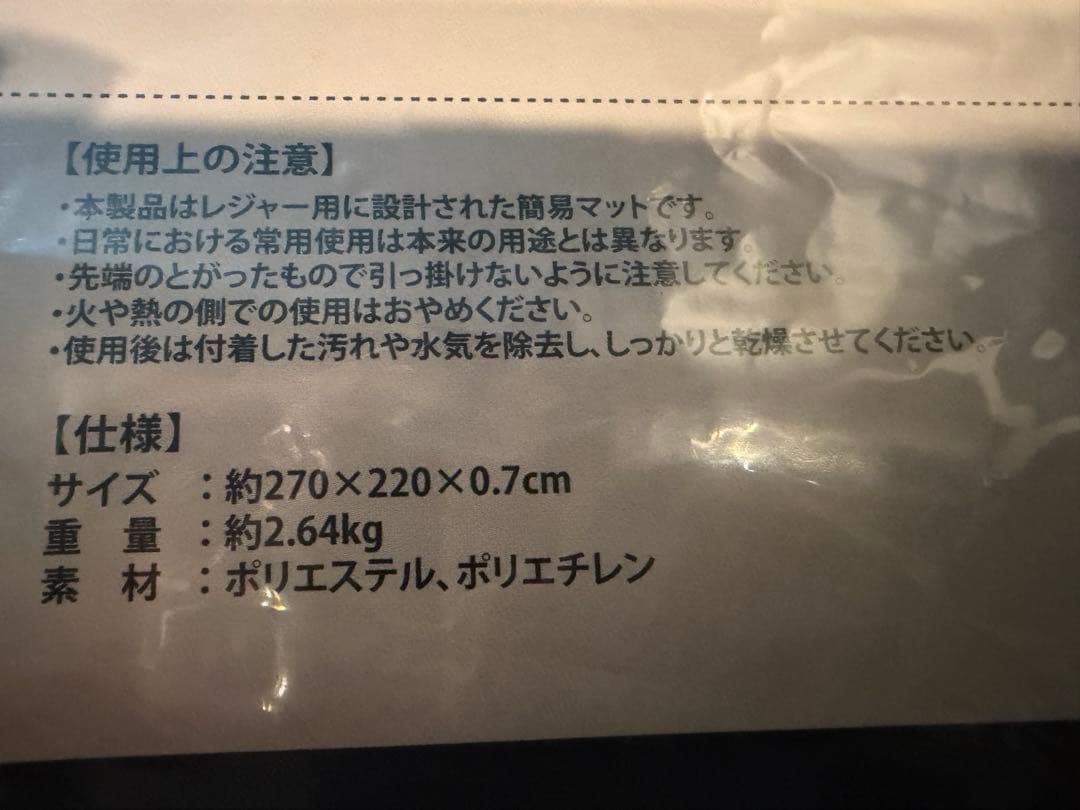 【使用上の注意】
・本製品はレジャー用に設計された簡易マットです。
・日常における常用使用は本来の用途とは異なります。
・先端のとがったもので引っ掛けないように注意してください。
・火や熱の側での使用はおやめください。
・使用後は付着した汚れや水気を除去し、しっかりと乾燥させてください。
【仕様】
サイズ ：約270×220×0.7cm
重　量 ：約2.64kg
素　材 ：ポリエステル、ポリエチレン